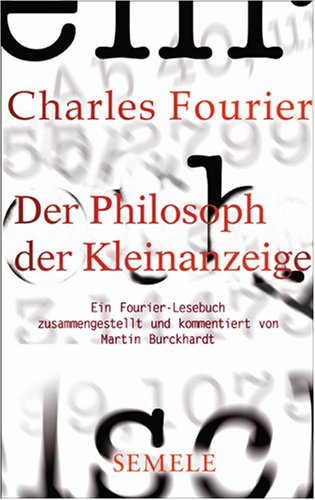 Charles Fourier
Der Philosoph
der Kleinanzeige
Ein Fourier-Lesebuch
zusammengestellt und kommentiert von
Martin Burckhardt
SEMELE